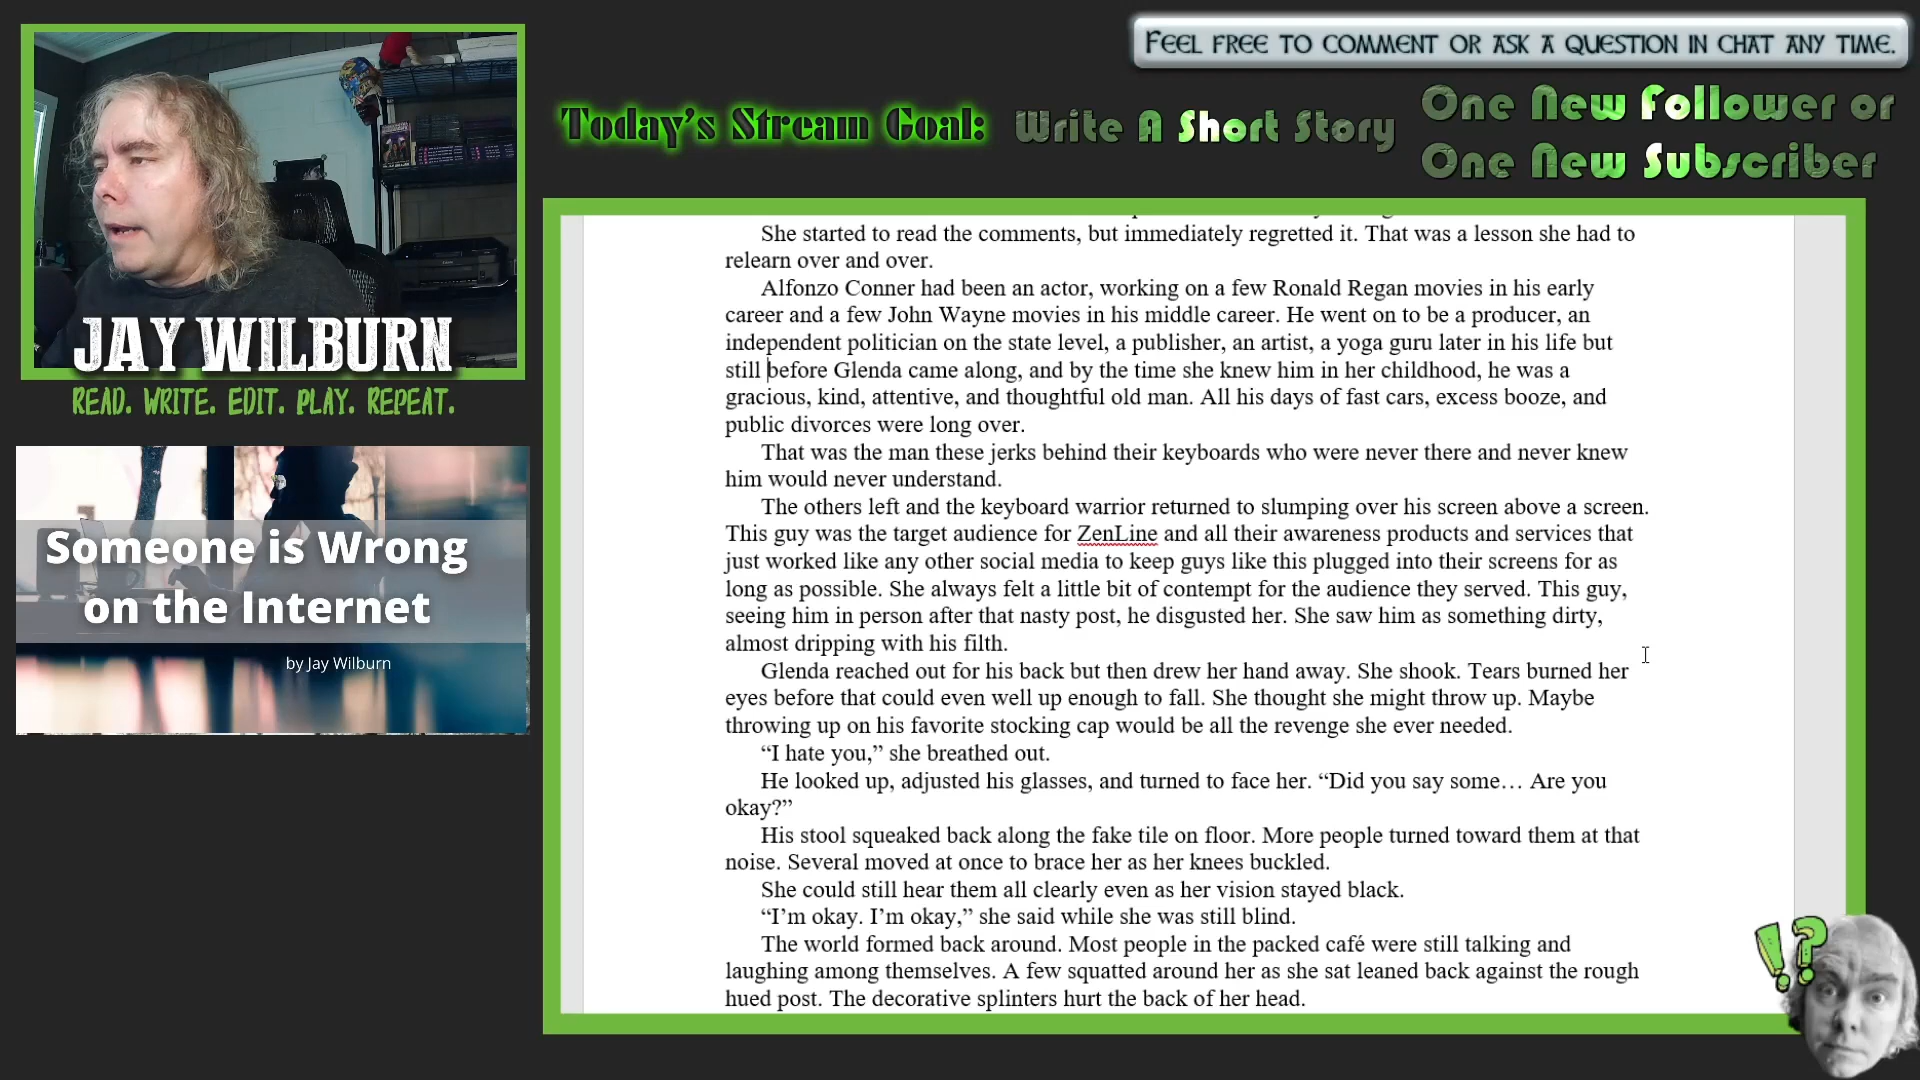 FEEL FREE TO COMMENT OR ASK A QUESTION IN CHAT ANY TIME.
Today's Stream Goal:
Write A Short Story
One New Follower or
One New Subscriber
JAY WILBURN
READ. WRITE. EDIT. PLAY. REPEAT.
Someone is Wrong
on the Internet
by Jay Wilburn
She started to read the comments, but immediately regretted it. That was a lesson she had to
relearn over and over.
Alfonzo Conner had been an actor, working on a few Ronald Regan movies in his early
career and a few John Wayne movies in his middle career. He went on to be a producer, an
independent politician on the state level, a publisher, an artist, a yoga guru later in his life but
still before Glenda came along, and by the time she knew him in her childhood, he was a
gracious, kind, attentive, and thoughtful old man. All his days of fast cars, excess booze, and
public divorces were long over.
That was the man these jerks behind their keyboards who were never there and never knew
him would never understand.
The others left and the keyboard warrior returned to slumping over his screen above a screen.
This guy was the target audience for ZenLine and all their awareness products and services that
just worked like any other social media to keep guys like this plugged into their screens for as
long as possible. She always felt a little bit of contempt for the audience they served. This guy,
seeing him in person after that nasty post, he disgusted her. She saw him as something dirty,
almost dripping with his filth.
Glenda reached out for his back but then drew her hand away. She shook. Tears burned her
eyes before that could even well up enough to fall. She thought she might throw up. Maybe
throwing up on his favorite stocking cap would be all the revenge she ever needed.
“I hate you,” she breathed out.
He looked up, adjusted his glasses, and turned to face her. “Did you say some… Are you
okay?”
His stool squeaked back along the fake tile on floor. More people turned toward them at that
noise. Several moved at once to brace her as her knees buckled.
She could still hear them all clearly even as her vision stayed black.
“I’m okay. I’m okay,” she said while she was still blind.
The world formed back around. Most people in the packed café were still talking and
laughing among themselves. A few squatted around her as she sat leaned back against the rough
hued post. The decorative splinters hurt the back of her head.
!?